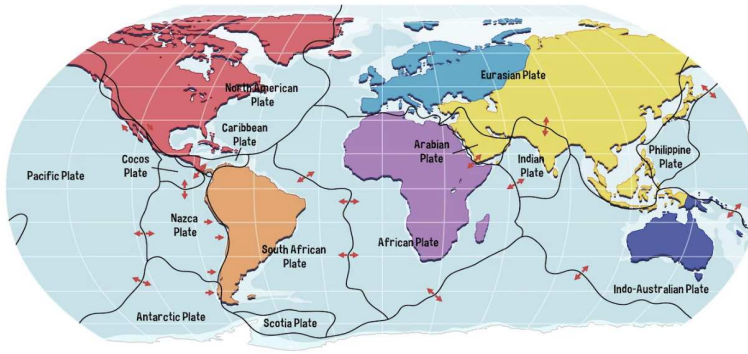 North American
Plate
Eurasian Plate
Caribbean
Plate
Cocos
Plate
Pacific Plate
Arabian
Plate
Indian
Plate
Philippine
Plate
Nazca
Plate
South African
Plate
African Plate
Indo-Australian Plate
Antarctic Plate
Scotia Plate